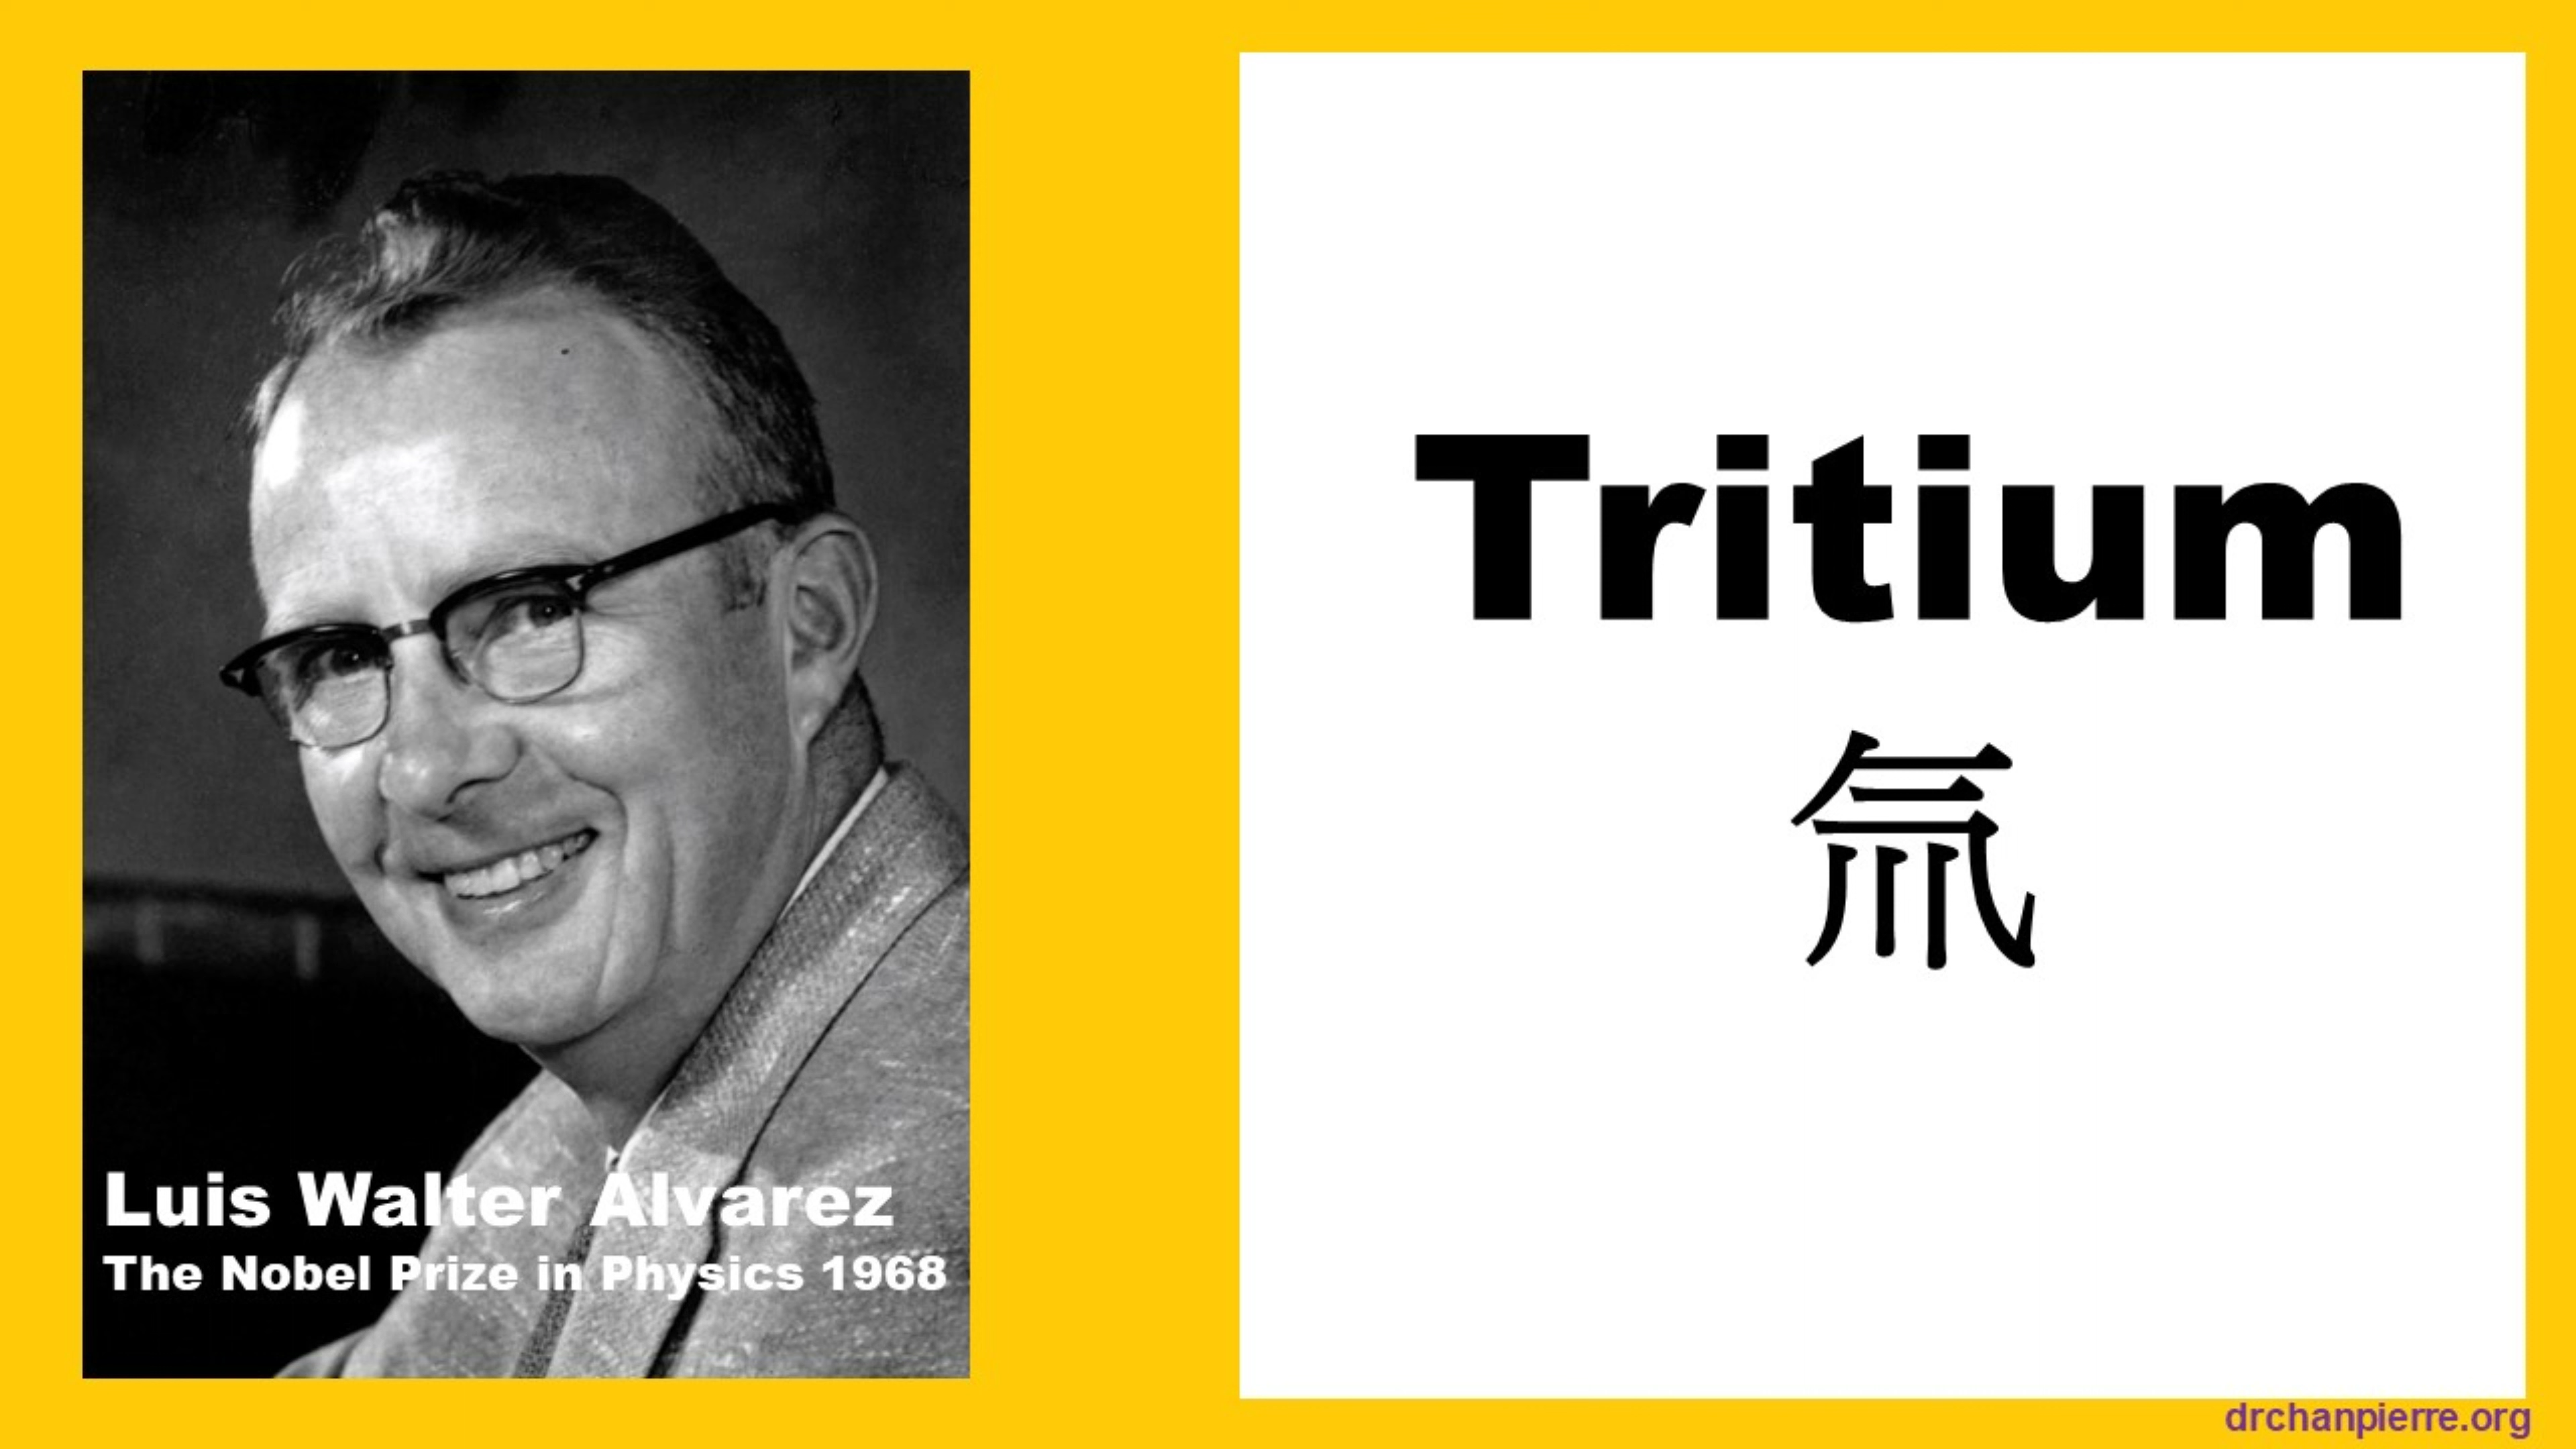 Luis Walter Alvarez
The Nobel Prize in Physics 1968
Tritium
氚
drchanpierre.org